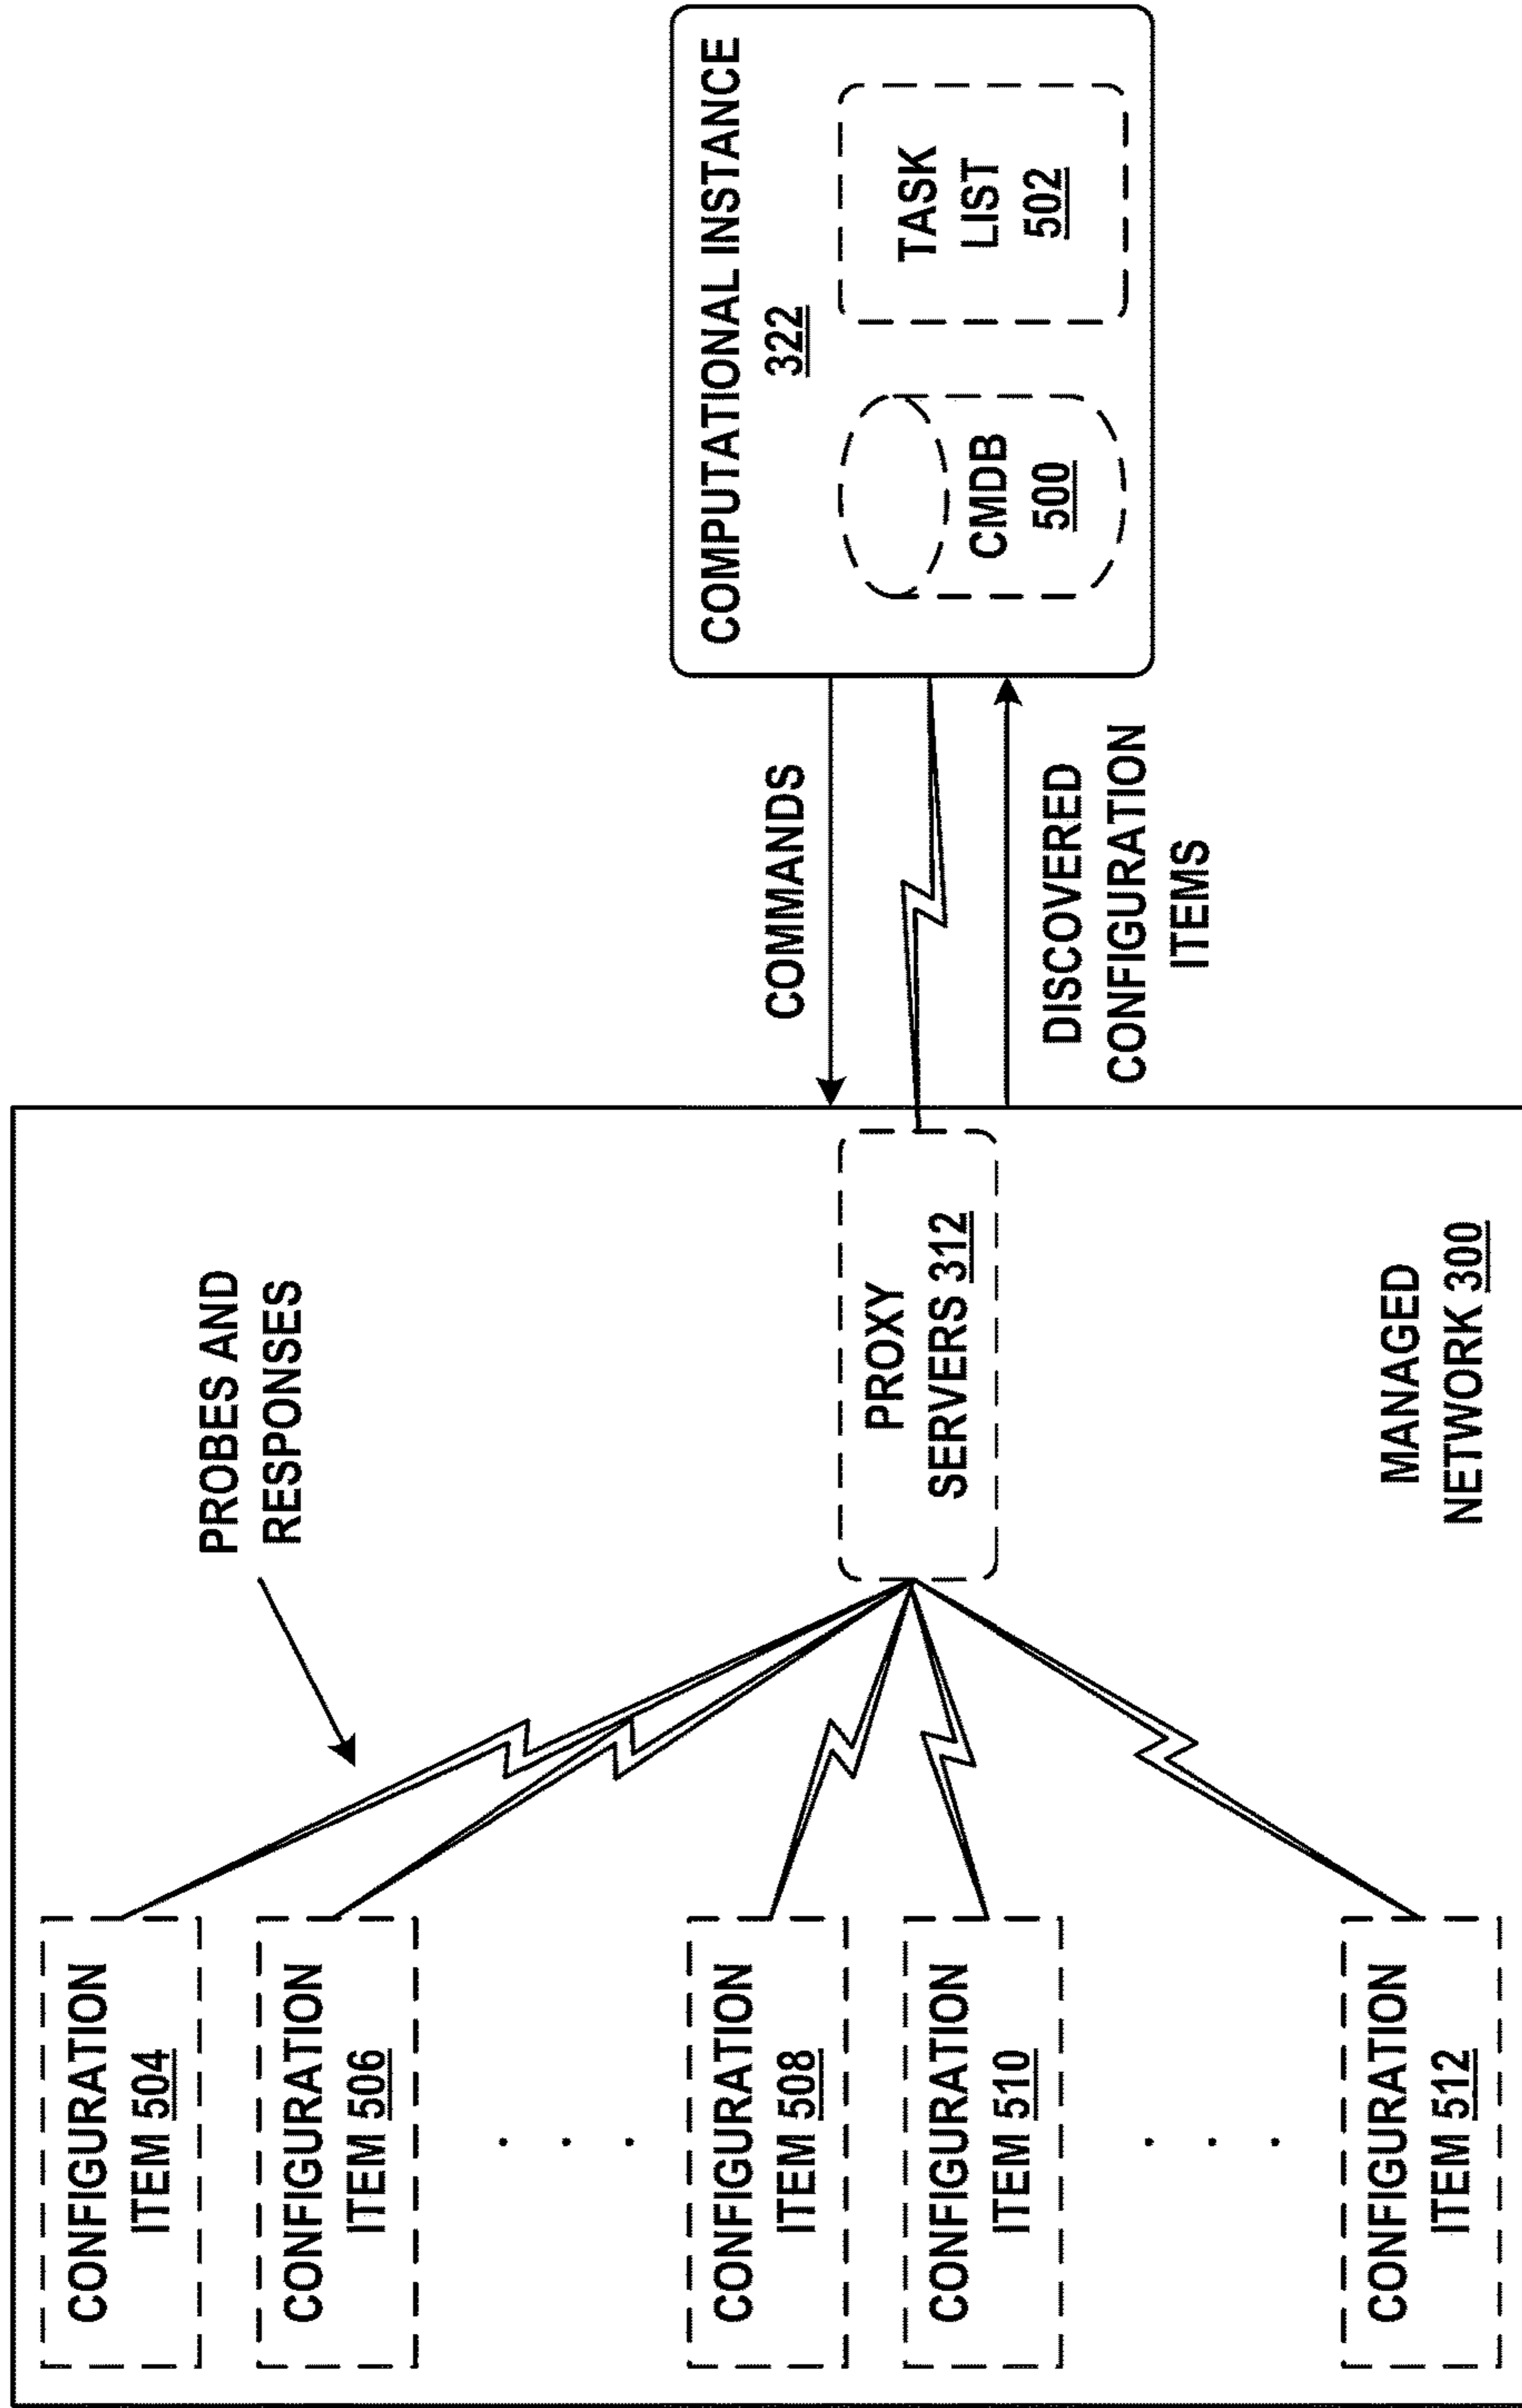 CONFIGURATION
ITEM 504
CONFIGURATION
ITEM 506
. . .
CONFIGURATION
ITEM 508
CONFIGURATION
ITEM 510
. . .
CONFIGURATION
ITEM 512
PROBES AND
RESPONSES
PROXY
SERVERS 312
MANAGED
NETWORK 300
COMMANDS
DISCOVERED
CONFIGURATION
ITEMS
COMPUTATIONAL INSTANCE
322
CMDB
500
TASK
LIST
502